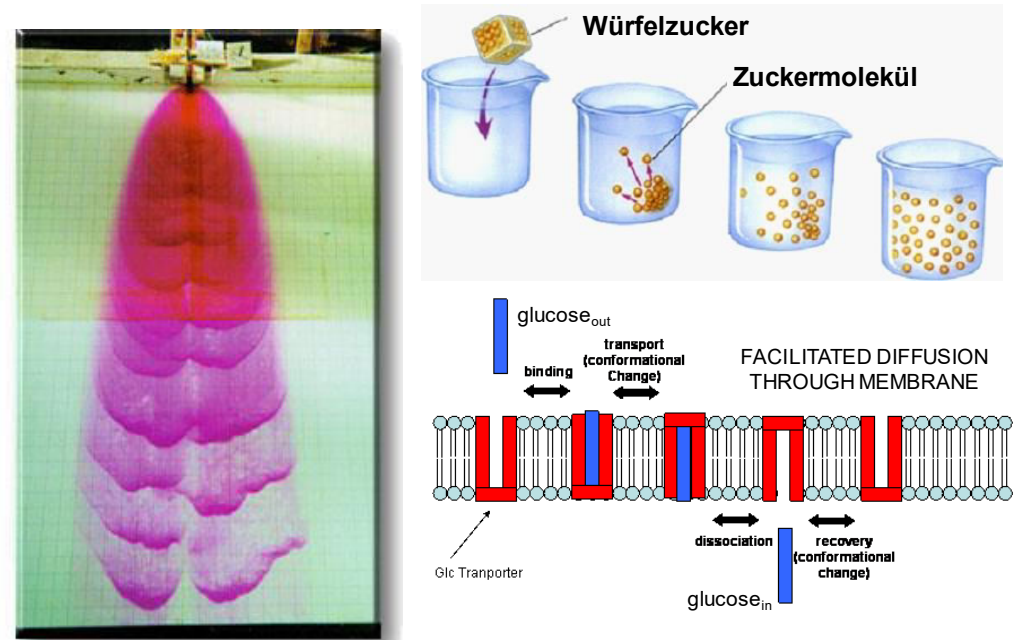 Würfelzucker
Zuckermolekül
glucoseout
binding
transport
(conformational
Change)
FACILITATED DIFFUSION
THROUGH MEMBRANE
Glc Tranporter
dissociation
recovery
(conformational
change)
glucosein